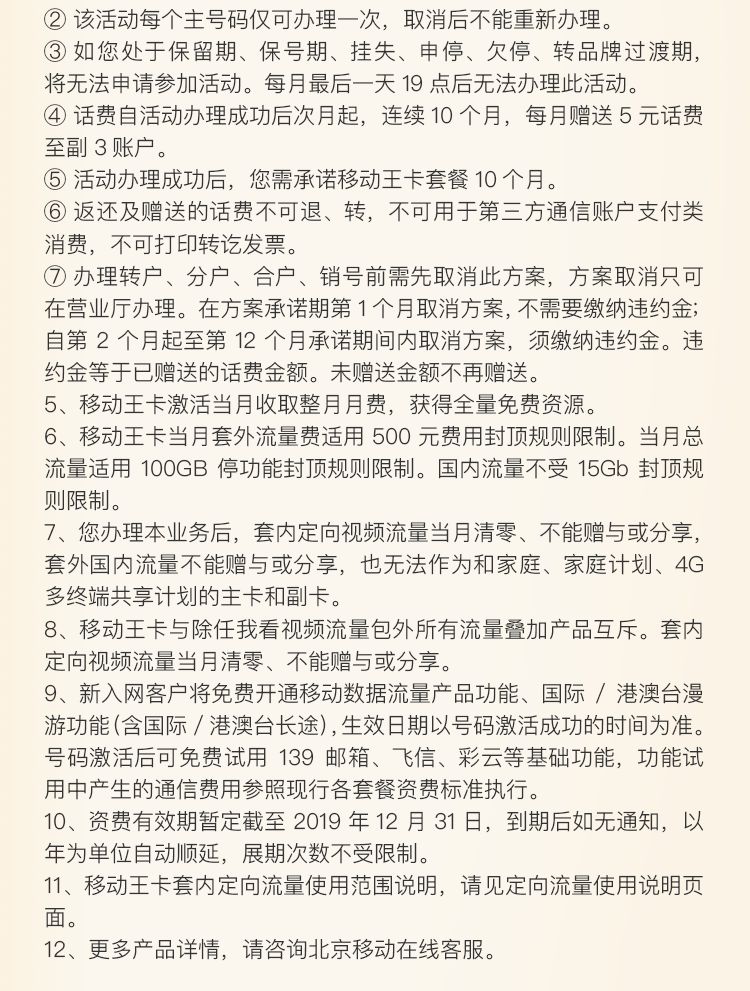 ② 该活动每个主号码仅可办理一次，取消后不能重新办理。
③ 如您处于保留期、保号期、挂失、申停、欠停、转品牌过渡期，
将无法申请参加活动。每月最后一天 19 点后无法办理此活动。
④ 话费自活动办理成功后次月起，连续 10 个月，每月赠送 5 元话费
至副 3 账户。
⑤ 活动办理成功后，您需承诺移动王卡套餐 10 个月。
⑥ 返还及赠送的话费不可退、转，不可用于第三方通信账户支付类
消费，不可打印转讫发票。
⑦ 办理转户、分户、合户、销号前需先取消此方案，方案取消只可
在营业厅办理。在方案承诺期第 1 个月取消方案，不需要缴纳违约金；
自第 2 个月起至第 12 个月承诺期间内取消方案，须缴纳违约金。违
约金等于已赠送的话费金额。未赠送金额不再赠送。
5、移动王卡激活当月收取整月月费，获得全量免费资源。
6、移动王卡当月套外流量费适用 500 元费用封顶规则限制。当月总
流量适用 100GB 停功能封顶规则限制。国内流量不受 15Gb 封顶规
则限制。
7、您办理本业务后，套内定向视频流量当月清零、不能赠与或分享，
套外国内流量不能赠与或分享，也无法作为和家庭、家庭计划、4G
多终端共享计划的主卡和副卡。
8、移动王卡与除任我看视频流量包外所有流量叠加产品互斥。套内
定向视频流量当月清零、不能赠与或分享。
9、新入网客户将免费开通移动数据流量产品功能、国际 / 港澳台漫
游功能(含国际 / 港澳台长途)，生效日期以号码激活成功的时间为准。
号码激活后可免费试用 139 邮箱、飞信、彩云等基础功能，功能试
用中产生的通信费用参照现行各套餐资费标准执行。
10、资费有效期暂定截至 2019 年 12 月 31 日，到期后如无通知，以
年为单位自动顺延，展期次数不受限制。
11、移动王卡套内定向流量使用范围说明，请见定向流量使用说明页
面。
12、更多产品详情，请咨询北京移动在线客服。